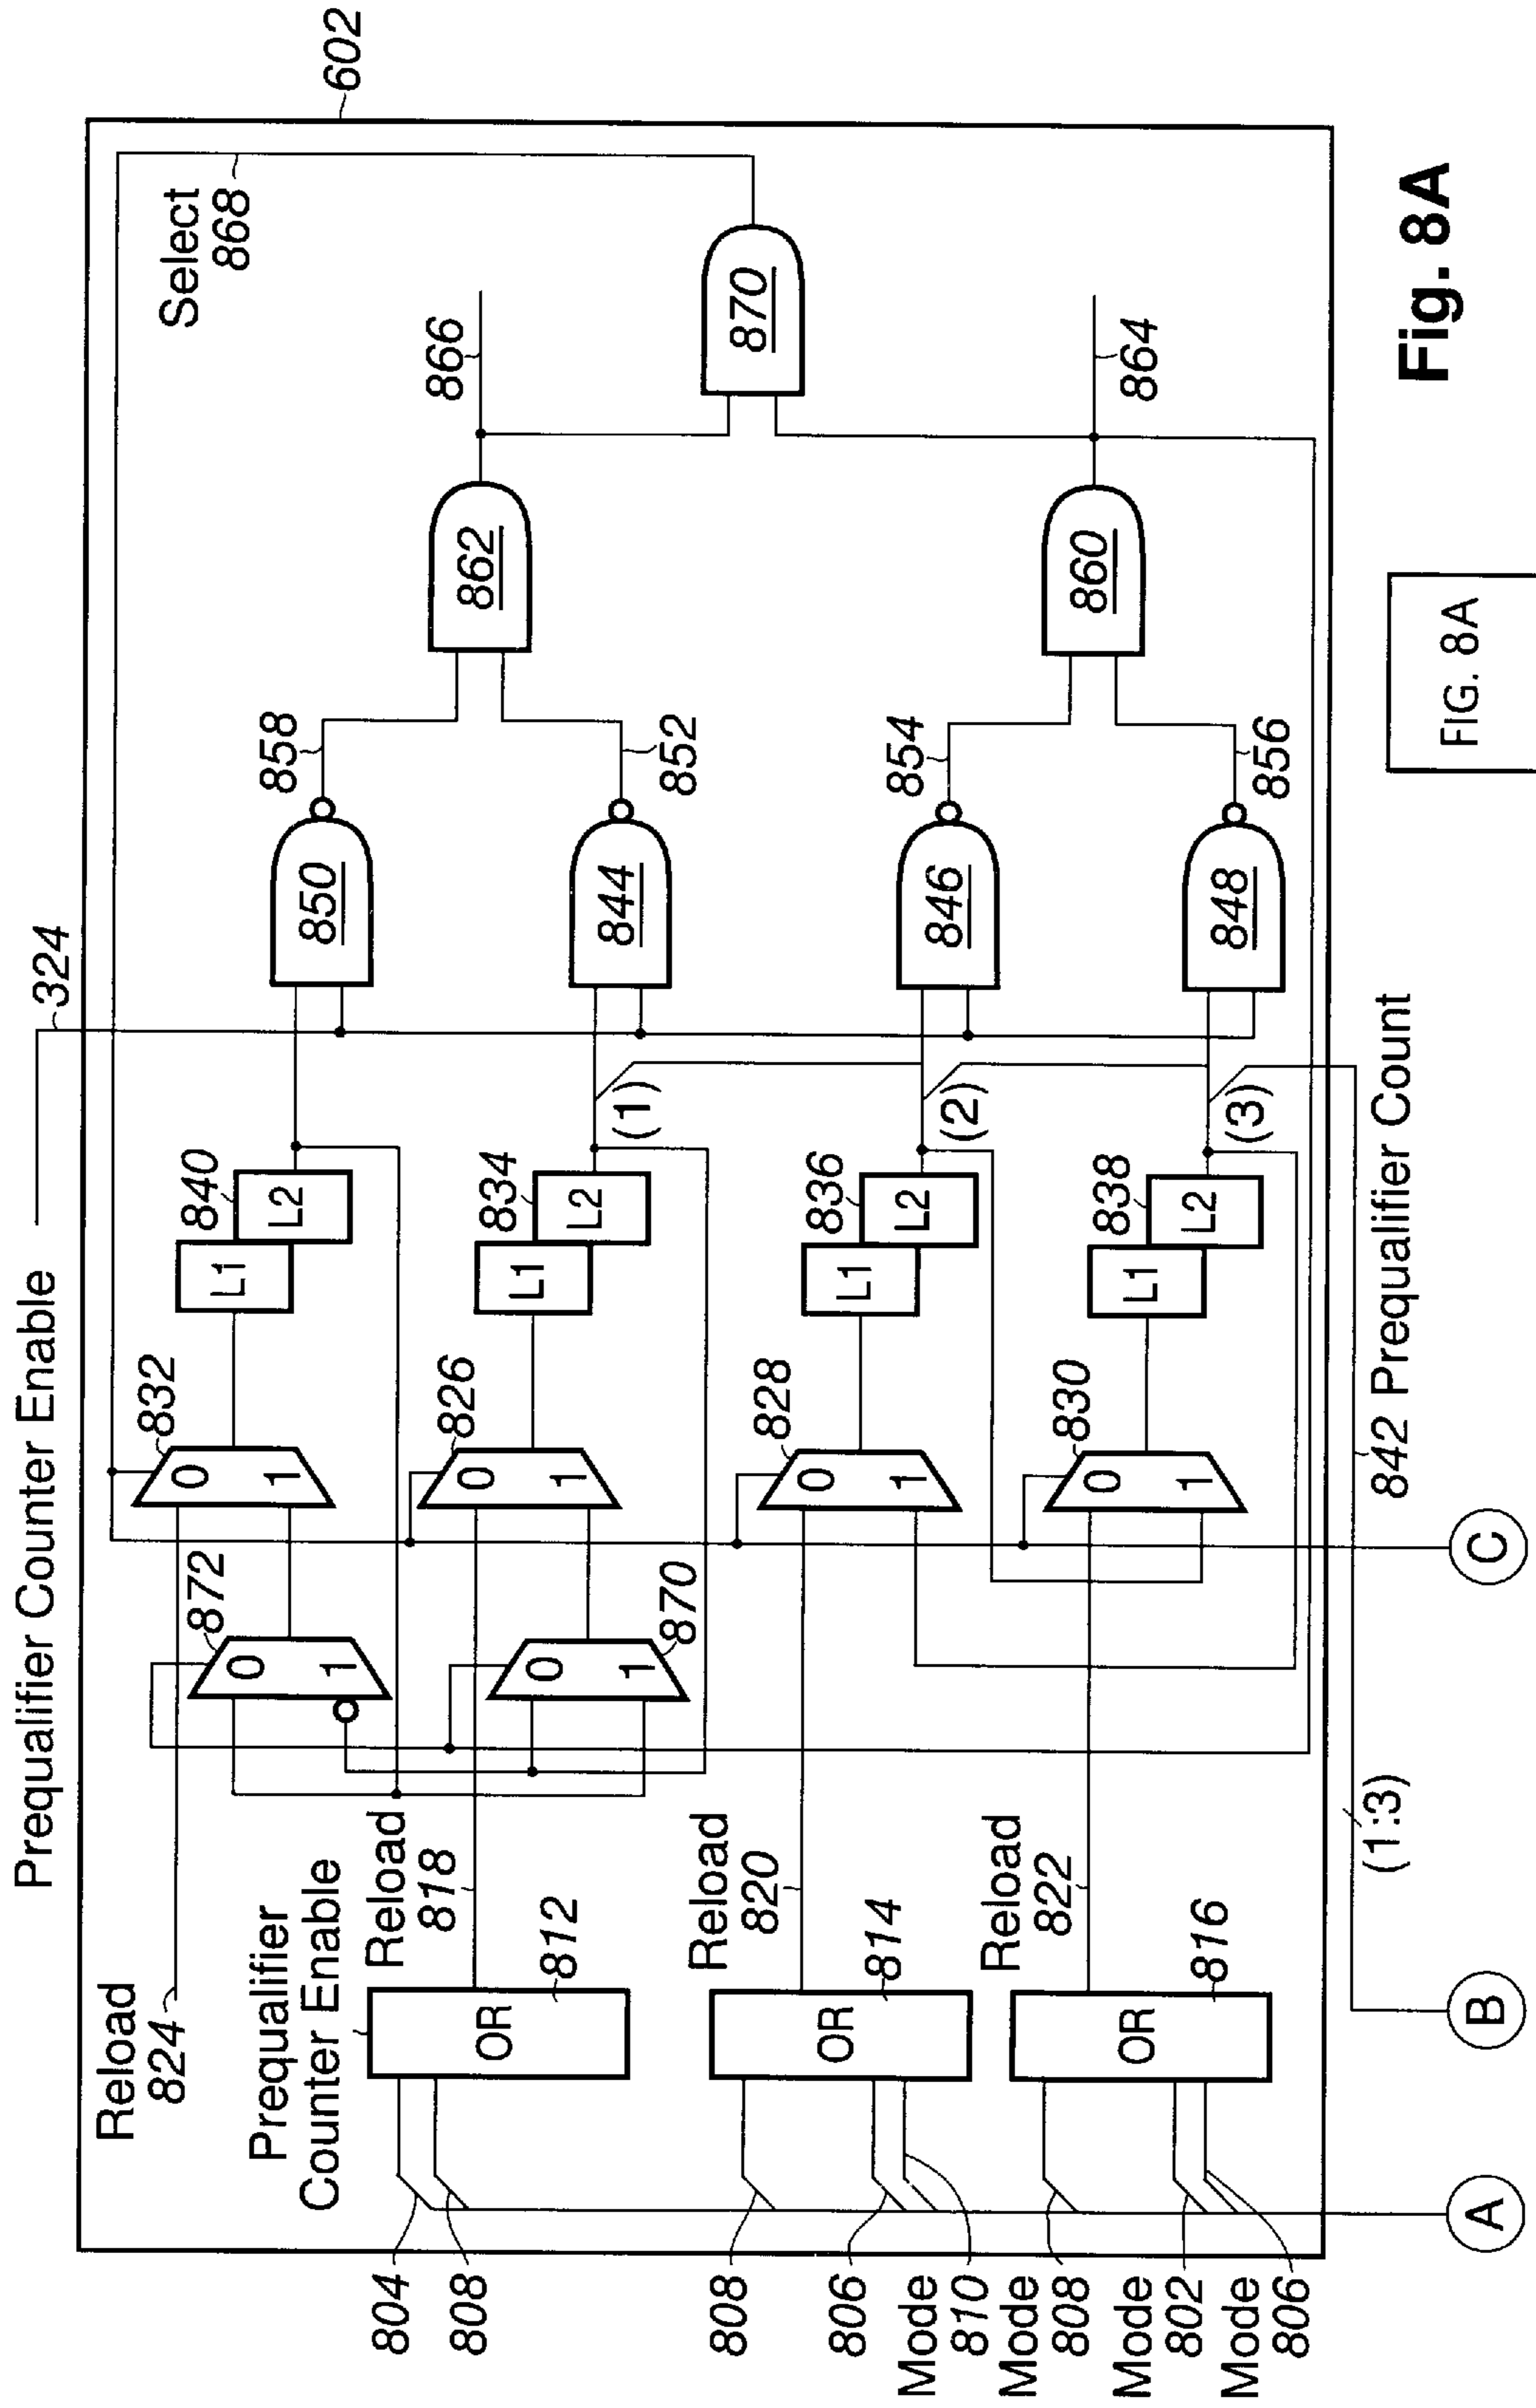 Prequalifier Counter Enable
324
602
Reload
824
872
832
840
858
866
Select
868
0
1
0
1
L1
L2
850
862
Prequalifier
Counter Enable
Reload
818
812
OR
804
808
870
826
834
0
1
0
1
L1
L2
(1)
844
852
870
Reload
820
814
OR
808
806
Mode
810
828
836
0
1
L1
L2
(2)
846
854
860
864
Reload
822
816
OR
Mode
808
Mode
802
Mode
806
830
838
0
1
L1
L2
(3)
848
856
(1:3)
842 Prequalifier Count
A
B
C
FIG. 8A
Fig. 8A